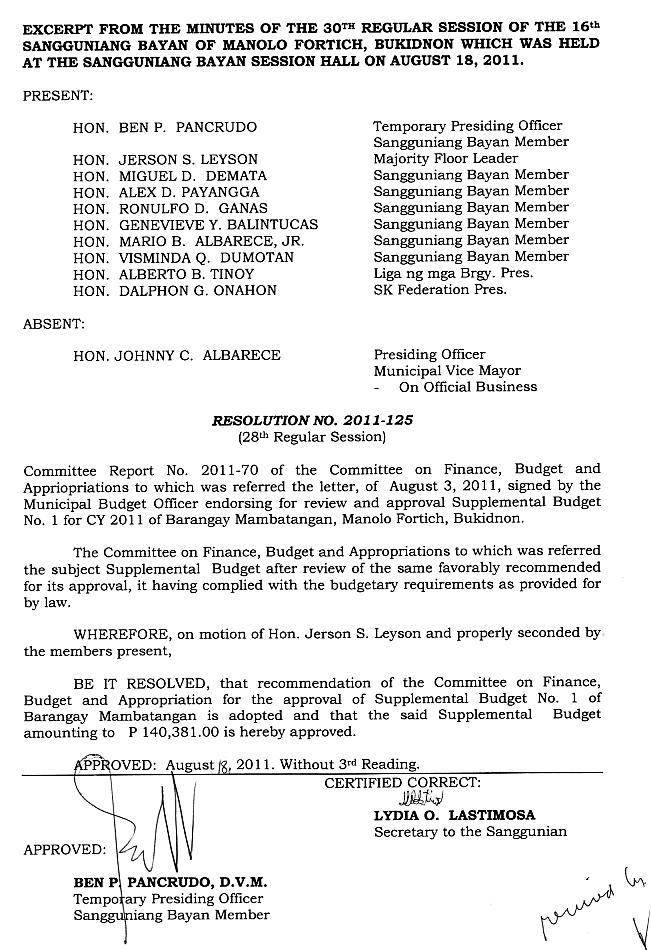 EXCERPT FROM THE MINUTES OF THE 30TH REGULAR SESSION OF THE 16th
SANGGUNIANG BAYAN OF MANOLO FORTICH, BUKIDNON WHICH WAS HELD
AT THE SANGGUNIANG BAYAN SESSION HALL ON AUGUST 18, 2011.
PRESENT:
HON. BEN P. PANCRUDO Temporary Presiding Officer
Sangguniang Bayan Member
HON. JERSON S. LEYSON Majority Floor Leader
HON. MIGUEL D. DEMATA Sangguniang Bayan Member
HON. ALEX D. PAYANGGA Sangguniang Bayan Member
HON. RONULFO D. GANAS Sangguniang Bayan Member
HON. GENEVIEVE Y. BALINTUCAS Sangguniang Bayan Member
HON. MARIO B. ALBARECE, JR. Sangguniang Bayan Member
HON. VISMINDA Q. DUMOTAN Sangguniang Bayan Member
HON. ALBERTO B. TINOY Liga ng mga Brgy. Pres.
HON. DALPHON G. ONAHON SK Federation Pres.
ABSENT:
HON. JOHNNY C. ALBARECE Presiding Officer
Municipal Vice Mayor
- On Official Business
RESOLUTION NO. 2011-125
(28th Regular Session)
Committee Report No. 2011-70 of the Committee on Finance, Budget and
Appriopriations to which was referred the letter, of August 3, 2011, signed by the
Municipal Budget Officer endorsing for review and approval Supplemental Budget
No. 1 for CY 2011 of Barangay Mambatangan, Manolo Fortich, Bukidnon.
The Committee on Finance, Budget and Appropriations to which was referred
the subject Supplemental Budget after review of the same favorably recommended
for its approval, it having complied with the budgetary requirements as provided for
by law.
WHEREFORE, on motion of Hon. Jerson S. Leyson and properly seconded by
the members present,
BE IT RESOLVED, that recommendation of the Committee on Finance,
Budget and Appropriation for the approval of Supplemental Budget No. 1 of
Barangay Mambatangan is adopted and that the said Supplemental Budget
amounting to P 140,381.00 is hereby approved.
APPROVED: August 18, 2011. Without 3rd Reading.
CERTIFIED CORRECT:
LYDIA O. LASTIMOSA
Secretary to the Sanggunian
APPROVED:
BEN P. PANCRUDO, D.V.M.
Temporary Presiding Officer
Sangguniang Bayan Member
by